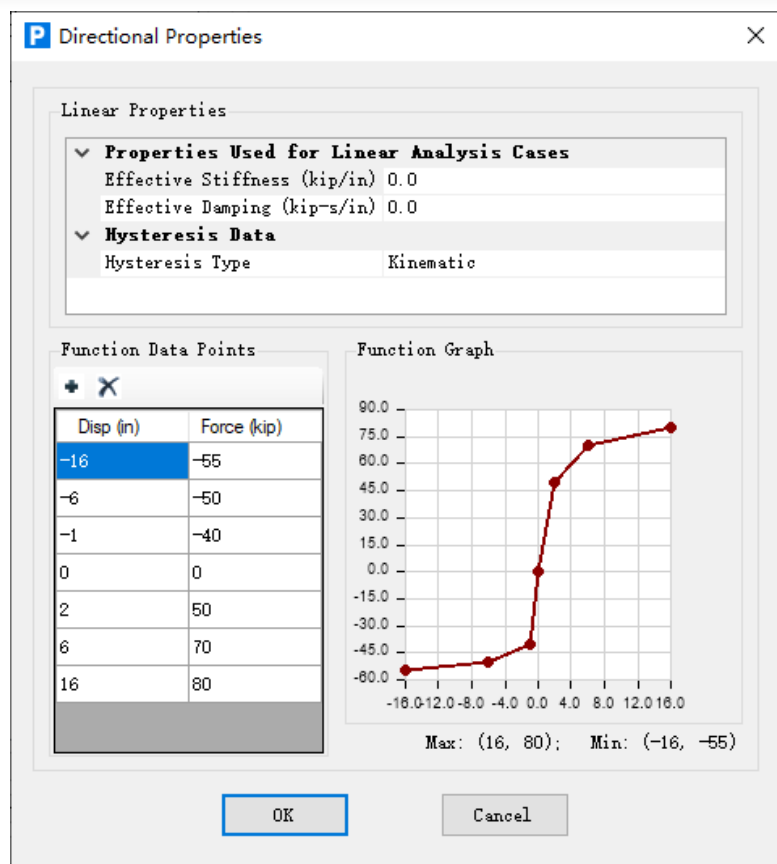 P Directional Properties
Linear Properties
Properties Used for Linear Analysis Cases
Effective Stiffness (kip/in) 0.0
Effective Damping (kip-s/in) 0.0
Hysteresis Data
Hysteresis Type Kinematic
Function Data Points
Disp (in) Force (kip)
-16 -55
-6 -50
-1 -40
0 0
2 50
6 70
16 80
Function Graph
90.0
75.0
60.0
45.0
30.0
15.0
0.0
-15.0
-30.0
-45.0
-60.0
-16.0 -12.0 -8.0 -4.0 0.0 4.0 8.0 12.0 16.0
Max: (16, 80); Min: (-16, -55)
OK Cancel